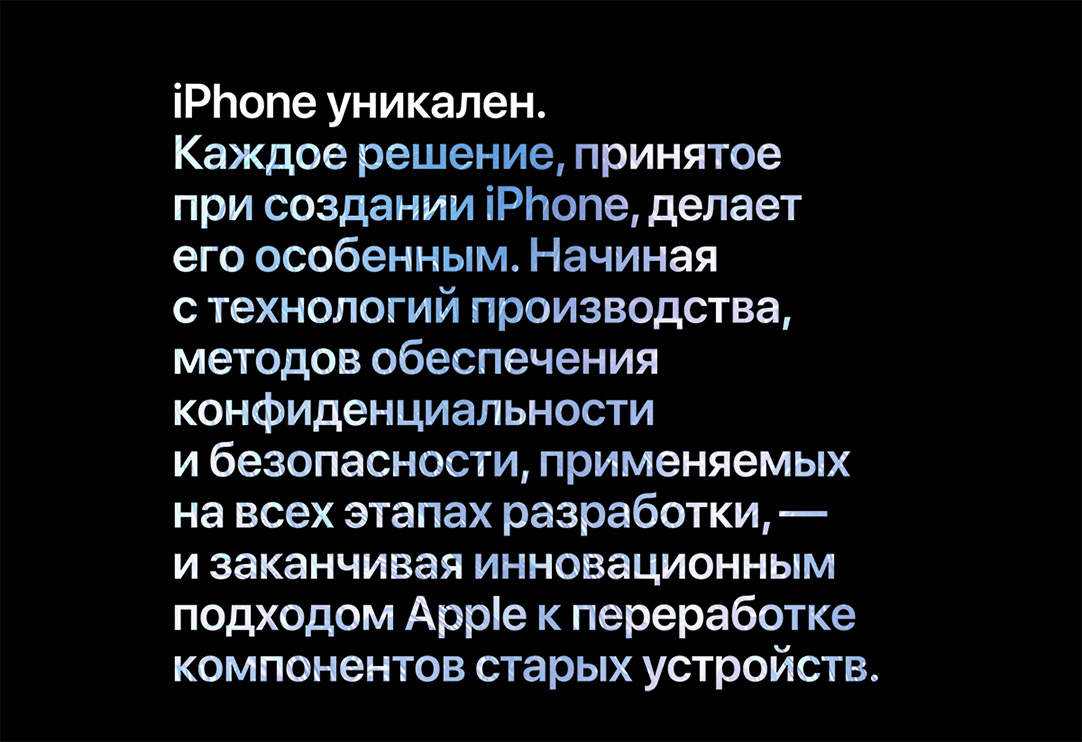 iPhone уникален.
Каждое решение, принятое
при создании iPhone, делает
его особенным. Начиная
с технологий производства,
методов обеспечения
конфиденциальности
и безопасности, применяемых
на всех этапах разработки, —
и заканчивая инновационным
подходом Apple к переработке
компонентов старых устройств.